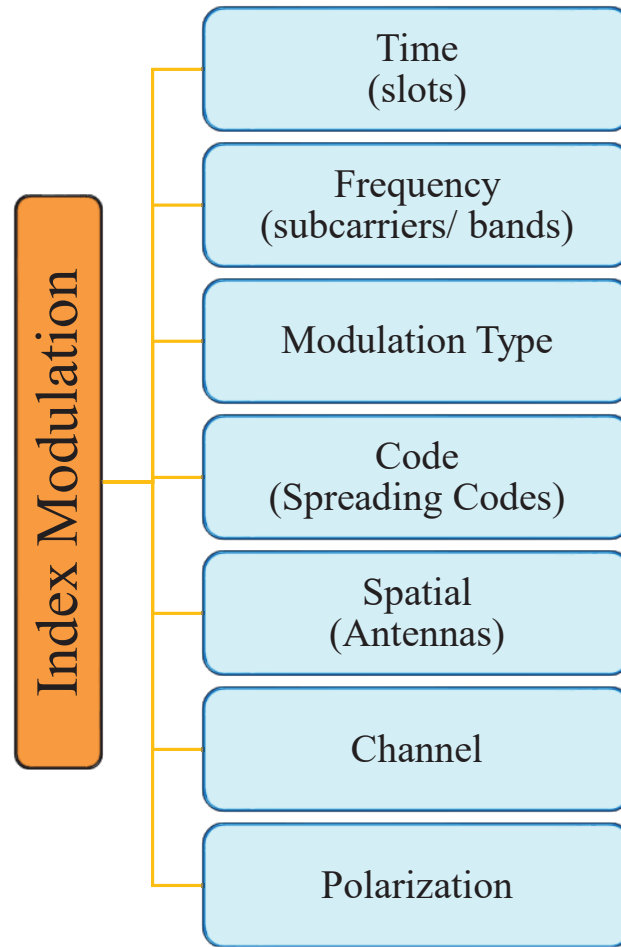 Index Modulation
Time
(slots)
Frequency
(subcarriers/ bands)
Modulation Type
Code
(Spreading Codes)
Spatial
(Antennas)
Channel
Polarization